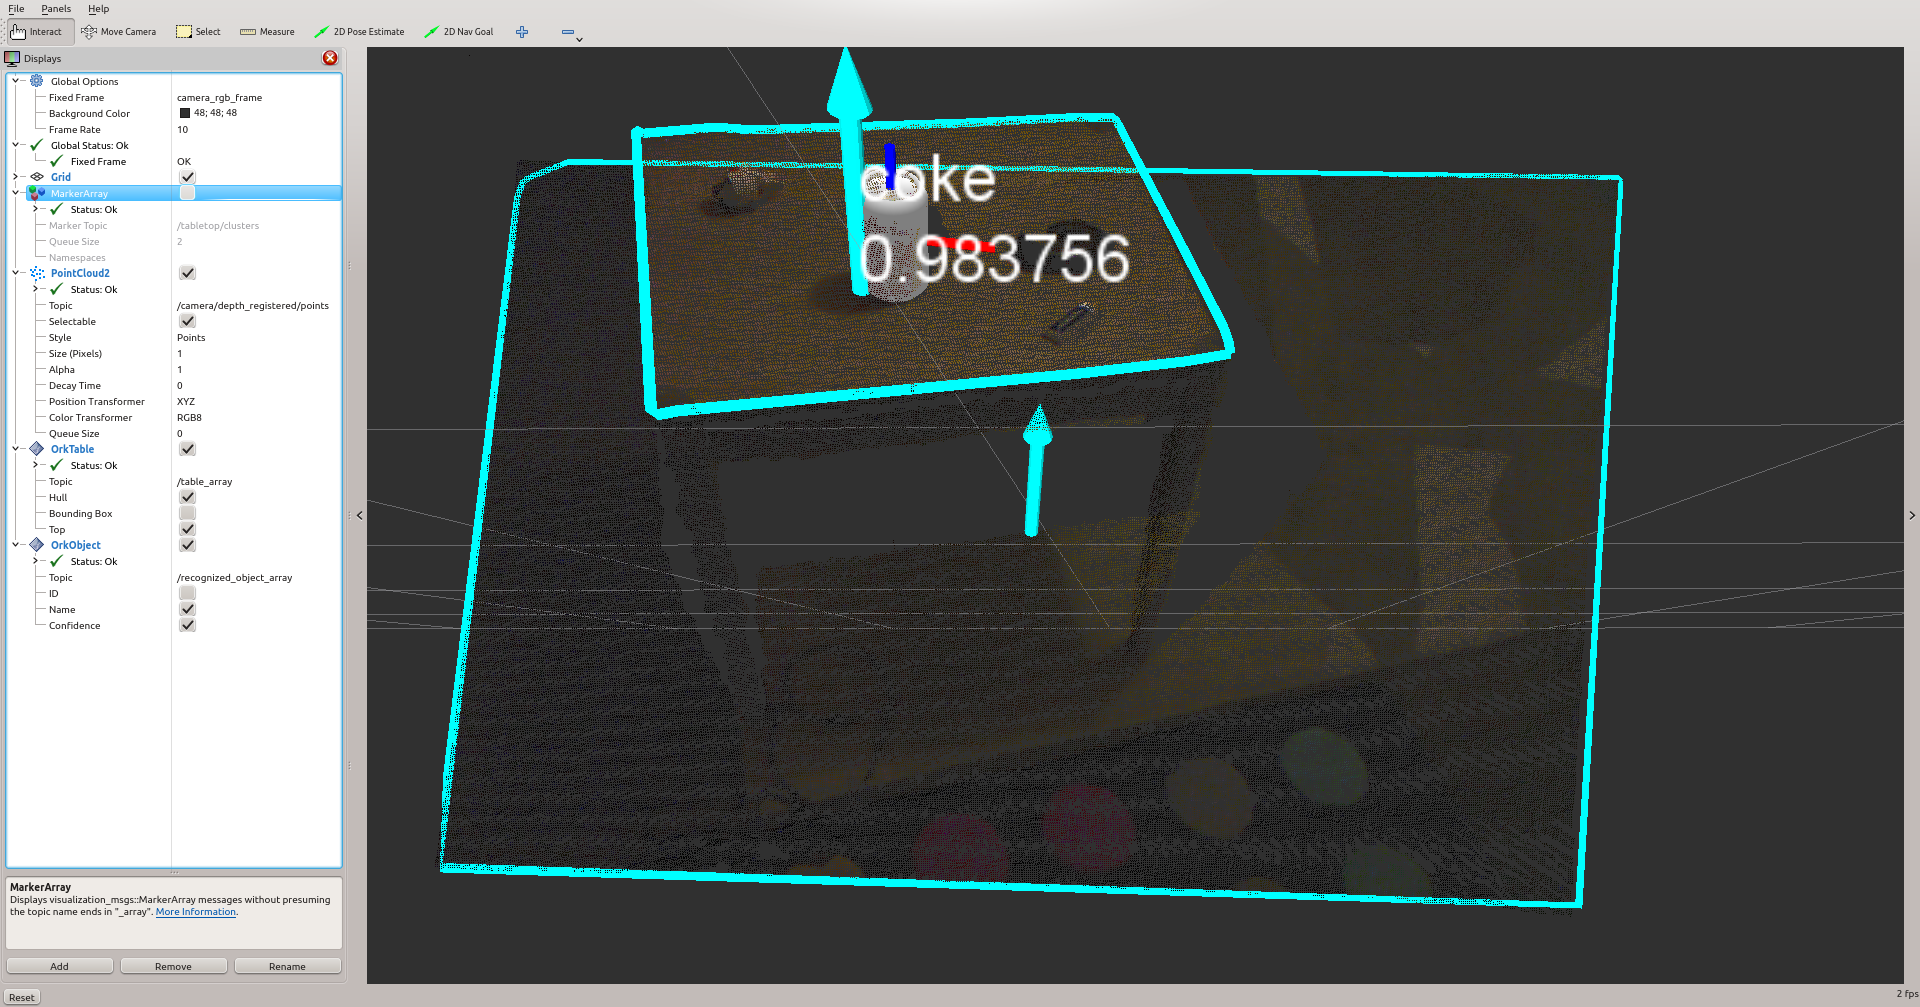 File Panels Help
Interact Move Camera Select Measure 2D Pose Estimate 2D Nav Goal
Displays
Global Options
Fixed Frame camera_rgb_frame
Background Color 48; 48; 48
Frame Rate 10
Global Status: Ok
Fixed Frame OK
Grid
MarkerArray
Status: Ok
Marker Topic /tabletop/clusters
Queue Size 2
Namespaces
PointCloud2
Status: Ok
Topic /camera/depth_registered/points
Selectable
Style Points
Size (Pixels) 1
Alpha 1
Decay Time 0
Position Transformer XYZ
Color Transformer RGB8
Queue Size 0
OrkTable
Status: Ok
Topic /table_array
Hull
Bounding Box
Top
OrkObject
Status: Ok
Topic /recognized_object_array
ID
Name
Confidence
coke
0.983756
MarkerArray
Displays visualization_msgs::MarkerArray messages without presuming
the topic name ends in "_array". More Information.
Add Remove Rename
Reset
2 fps